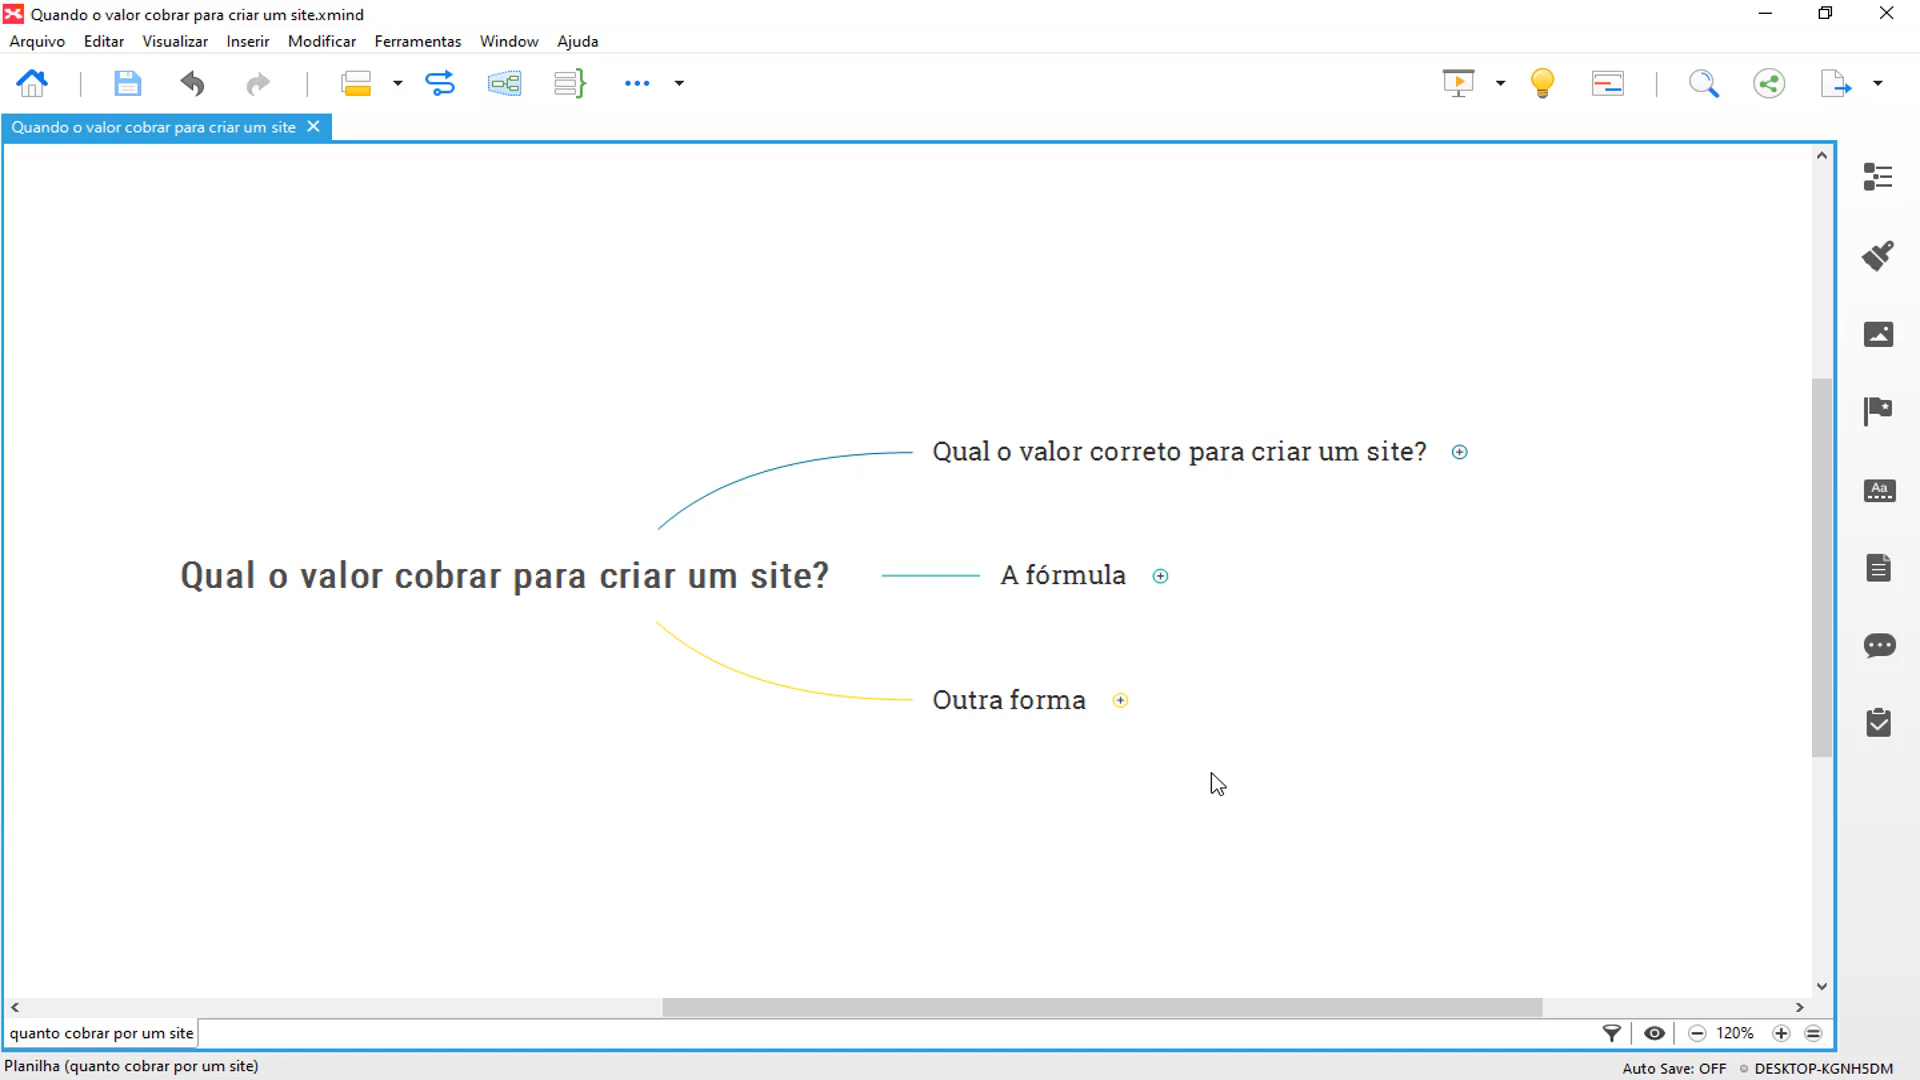 Quando o valor cobrar para criar um site.xmind
Arquivo Editar Visualizar Inserir Modificar Ferramentas Window Ajuda
Quando o valor cobrar para criar um site
Qual o valor correto para criar um site?
Qual o valor cobrar para criar um site?
A fórmula
Outra forma
Aa
quanto cobrar por um site
120%
Planilha (quanto cobrar por um site)
Auto Save: OFF DESKTOP-KGNH5DM